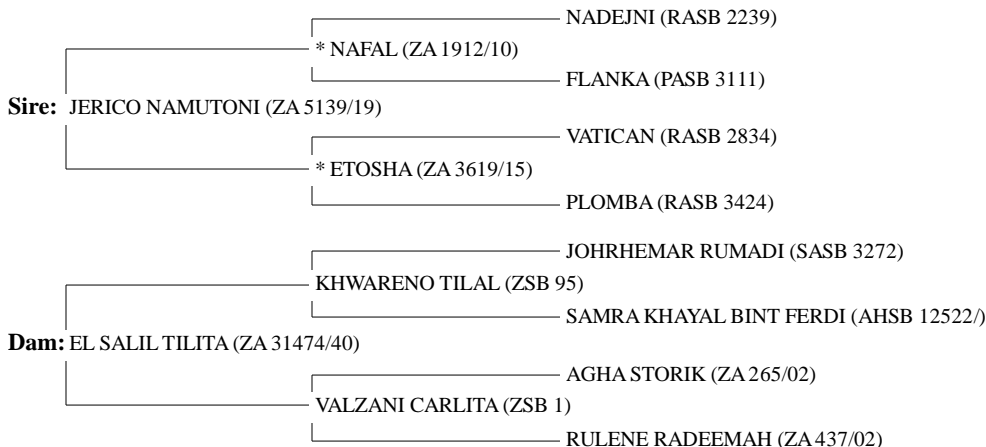 NADEJNI (RASB 2239)
* NAFAL (ZA 1912/10)
FLANKA (PASB 3111)
Sire: JERICO NAMUTONI (ZA 5139/19)
VATICAN (RASB 2834)
* ETOSHA (ZA 3619/15)
PLOMBA (RASB 3424)
JOHRHEMAR RUMADI (SASB 3272)
KHWARENO TILAL (ZSB 95)
SAMRA KHAYAL BINT FERDI (AHSB 12522/)
Dam: EL SALIL TILITA (ZA 31474/40)
AGHA STORIK (ZA 265/02)
VALZANI CARLITA (ZSB 1)
RULENE RADEEMAH (ZA 437/02)